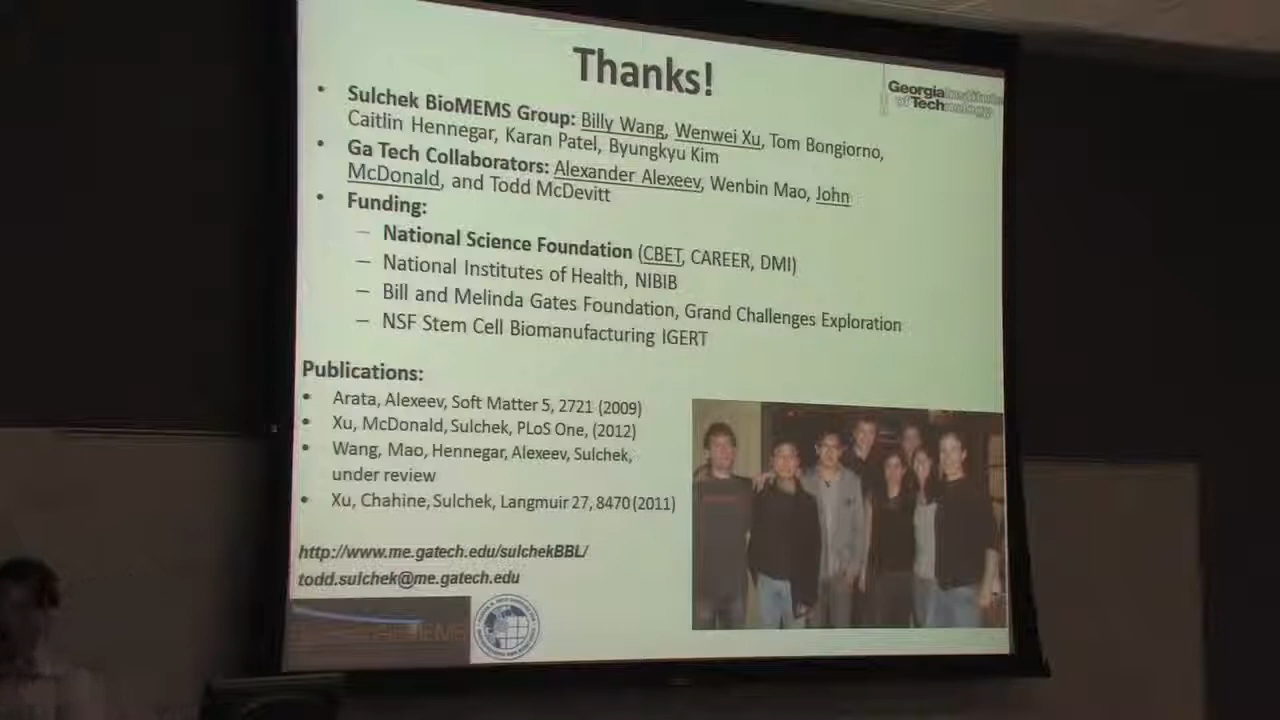 Thanks!
Georgia Institute
of Technology
• Sulchek BioMEMS Group: Billy Wang, Wenwei Xu, Tom Bongiorno,
Caitlin Hennegar, Karan Patel, Byungkyu Kim
• Ga Tech Collaborators: Alexander Alexeev, Wenbin Mao, John
McDonald, and Todd McDevitt
• Funding:
– National Science Foundation (CBET, CAREER, DMI)
– National Institutes of Health, NIBIB
– Bill and Melinda Gates Foundation, Grand Challenges Exploration
– NSF Stem Cell Biomanufacturing IGERT
Publications:
• Arata, Alexeev, Soft Matter 5, 2721 (2009)
• Xu, McDonald, Sulchek, PLoS One, (2012)
• Wang, Mao, Hennegar, Alexeev, Sulchek,
under review
• Xu, Chahine, Sulchek, Langmuir 27, 8470 (2011)
http://www.me.gatech.edu/sulchekBBL/
todd.sulchek@me.gatech.edu